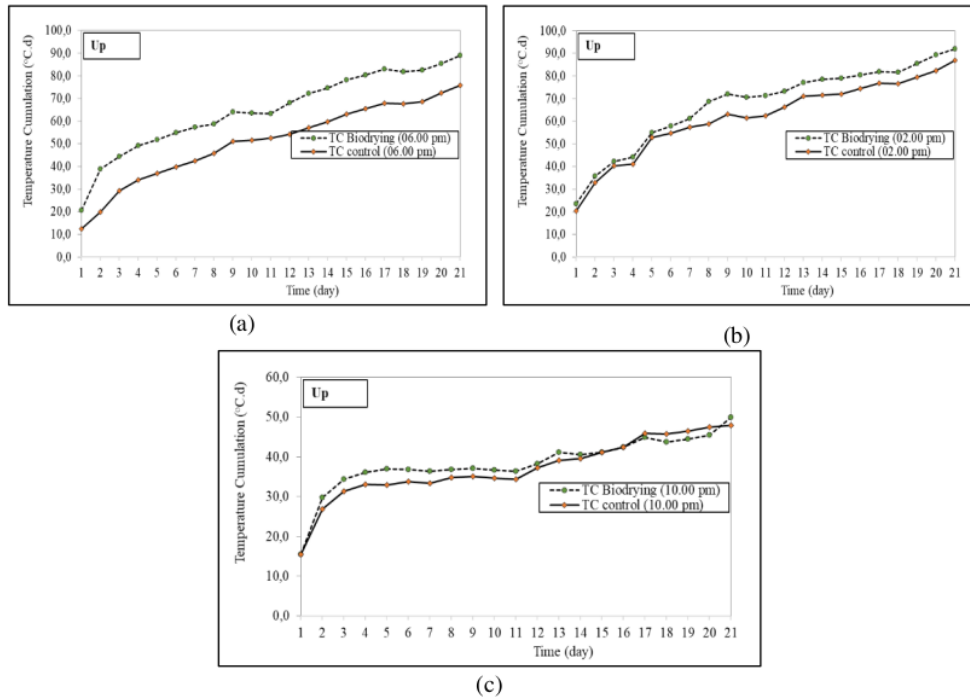 Up
Temperature Cumulation (°C.d)
100,0
90,0
80,0
70,0
60,0
50,0
40,0
30,0
20,0
10,0
0,0
TC Biodrying (06.00 pm)
TC control (06.00 pm)
1 2 3 4 5 6 7 8 9 10 11 12 13 14 15 16 17 18 19 20 21
Time (day)
(a)
Up
Temperature Cumulation (°C.d)
100,0
90,0
80,0
70,0
60,0
50,0
40,0
30,0
20,0
10,0
0,0
TC Biodrying (02.00 pm)
TC control (02.00 pm)
1 2 3 4 5 6 7 8 9 10 11 12 13 14 15 16 17 18 19 20 21
Time (day)
(b)
Up
Temperature Cumulation (°C.d)
60,0
50,0
40,0
30,0
20,0
10,0
0,0
TC Biodrying (10.00 pm)
TC control (10.00 pm)
1 2 3 4 5 6 7 8 9 10 11 12 13 14 15 16 17 18 19 20 21
Time (day)
(c)